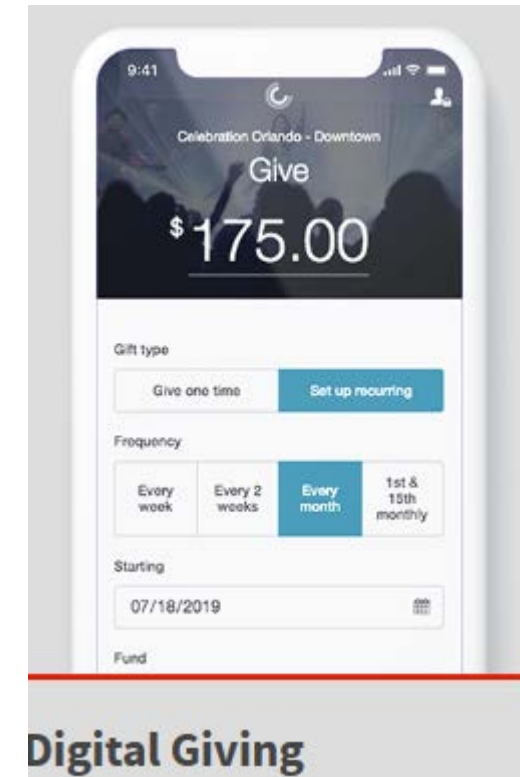 9:41
Celebration Orlando - Downtown
Give
$175.00
Gift type
Give one time Set up recurring
Frequency
Every week Every 2 weeks Every month 1st & 15th monthly
Starting
07/18/2019
Fund
Digital Giving